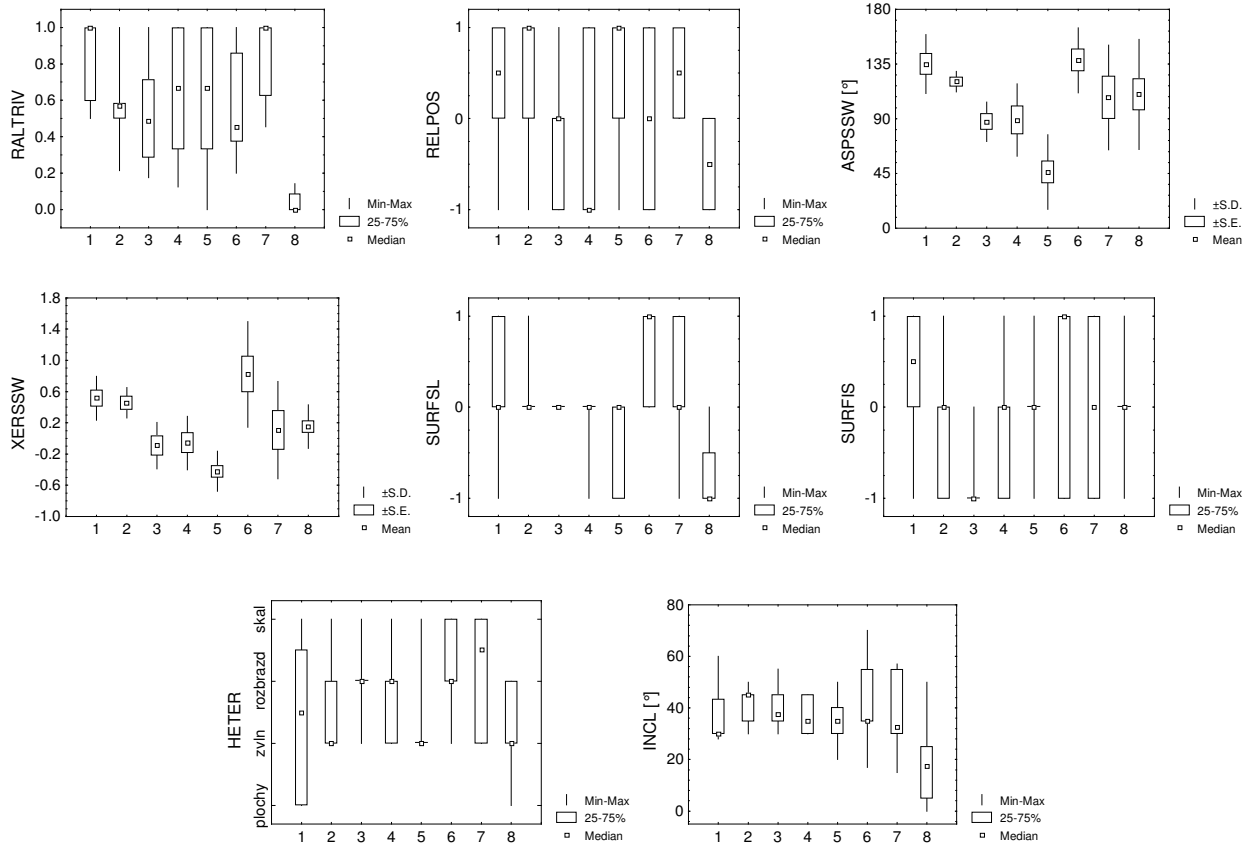 RALTRIV
1.0
0.8
0.6
0.4
0.2
0.0
1 2 3 4 5 6 7 8
Min-Max
25-75%
Median
RELPOS
1
0
-1
1 2 3 4 5 6 7 8
Min-Max
25-75%
Median
ASPSSW [°]
180
135
90
45
0
1 2 3 4 5 6 7 8
±S.D.
±S.E.
Mean
XERSSW
1.8
1.4
1.0
0.6
0.2
-0.2
-0.6
-1.0
1 2 3 4 5 6 7 8
±S.D.
±S.E.
Mean
SURFSL
1
0
-1
1 2 3 4 5 6 7 8
Min-Max
25-75%
Median
SURFIS
1
0
-1
1 2 3 4 5 6 7 8
Min-Max
25-75%
Median
HETER
skal
rozbrazd
zvln
plochy
1 2 3 4 5 6 7 8
Min-Max
25-75%
Median
INCL [°]
80
60
40
20
0
1 2 3 4 5 6 7 8
Min-Max
25-75%
Median